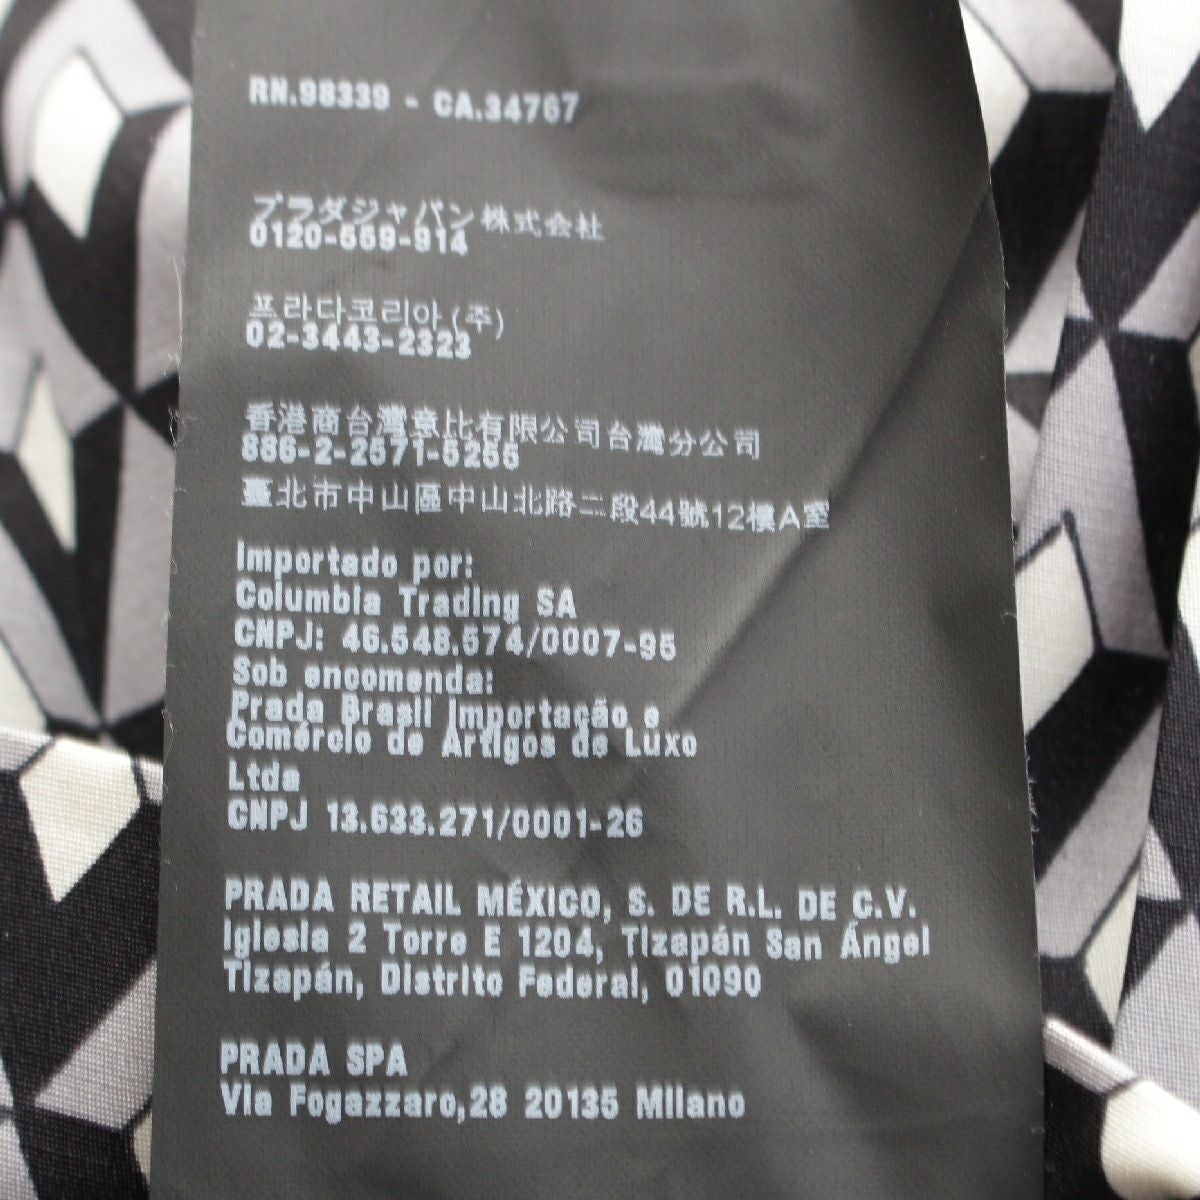 RN.98339 - CA.34767
プラダジャパン株式会社
0120-559-914
프라다코리아(주)
02-3443-2323
香港商台灣意比有限公司台灣分公司
886-2-2571-5255
臺北市中山區中山北路二段44號12樓A室
Importado por:
Columbia Trading SA
CNPJ: 46.548.574/0007-95
Sob encomenda:
Prada Brasil Importação e
Comércio de Artigos de Luxo
Ltda
CNPJ 13.633.271/0001-26
PRADA RETAIL MÉXICO, S. DE R.L. DE C.V.
Iglesia 2 Torre E 1204, Tizapán San Ángel
Tizapán, Distrito Federal, 01090
PRADA SPA
Via Fogazzaro,28 20135 Milano